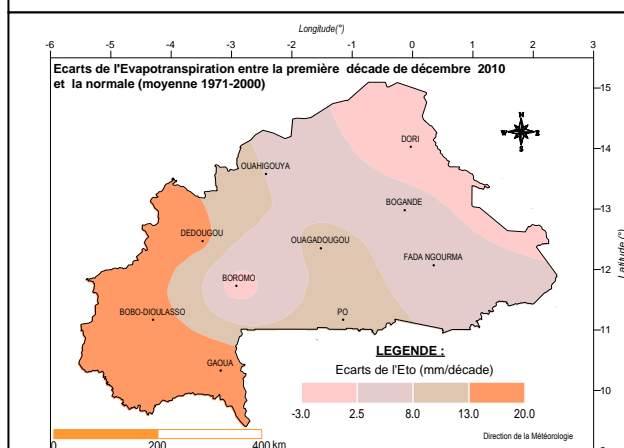 Longitude(°)
-6 -5 -4 -3 -2 -1 0 1 2 3
Ecarts de l'Evapotranspiration entre la première décade de décembre 2010
et la normale (moyenne 1971-2000)
15
N
W E
S
DORI
14
OUAHIGOUYA
BOGANDE
13
DEDOUGOU
OUAGADOUGOU
FADA NGOURMA
Latitude(°)
12
BOROMO
BOBO-DIOULASSO
PO
11
LEGENDE :
GAOUA
Ecarts de l'Eto (mm/décade)
10
-3.0 2.5 8.0 13.0 20.0
Direction de la Météorologie
0 200 400 km